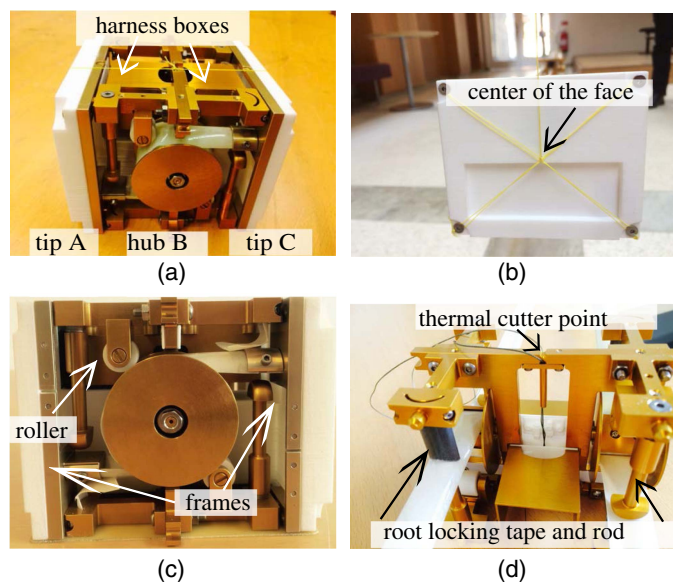 harness boxes
tip A
hub B
tip C
(a)
center of the face
(b)
roller
frames
(c)
thermal cutter point
root locking tape and rod
(d)